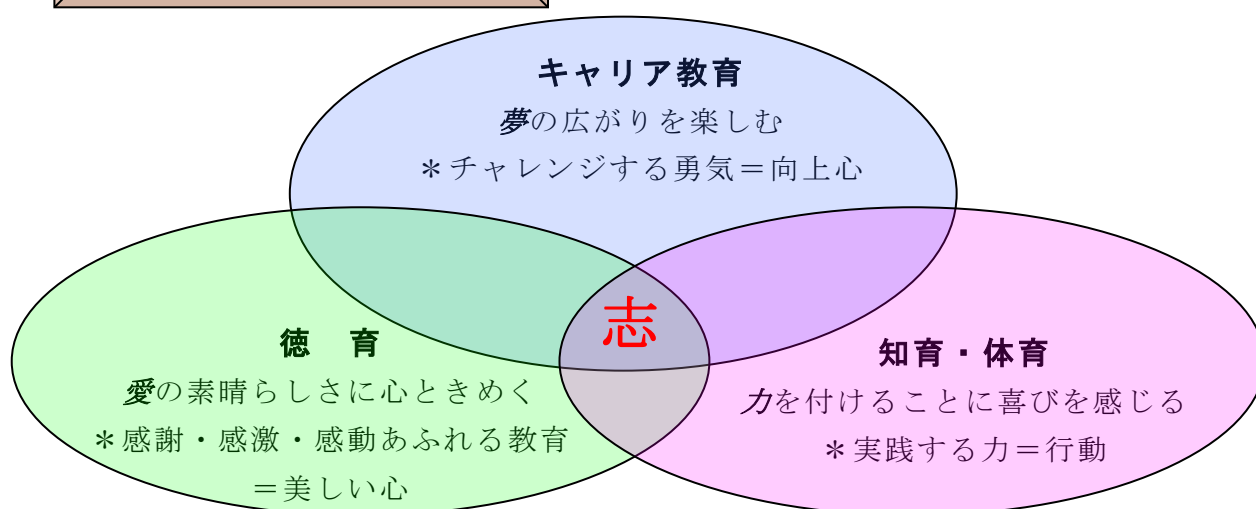 キャリア教育
夢の広がりを楽しむ
＊チャレンジする勇気＝向上心
志
徳　育
愛の素晴らしさに心ときめく
＊感謝・感激・感動あふれる教育
＝美しい心
知育・体育
力を付けることに喜びを感じる
＊実践する力＝行動